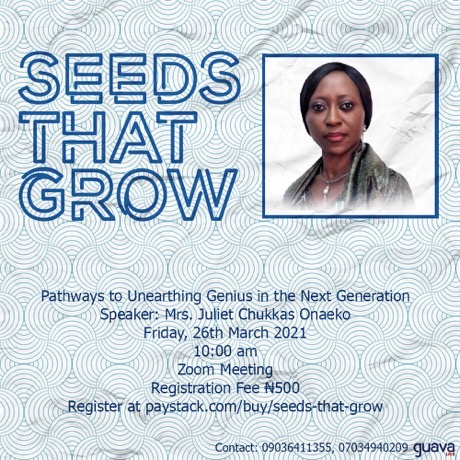 SEEDS
THAT
GROW
Pathways to Unearthing Genius in the Next Generation
Speaker: Mrs. Juliet Chukkas Onaeko
Friday, 26th March 2021
10:00 am
Zoom Meeting
Registration Fee ₦500
Register at paystack.com/buy/seeds-that-grow
Contact: 09036411355, 07034940209 guava